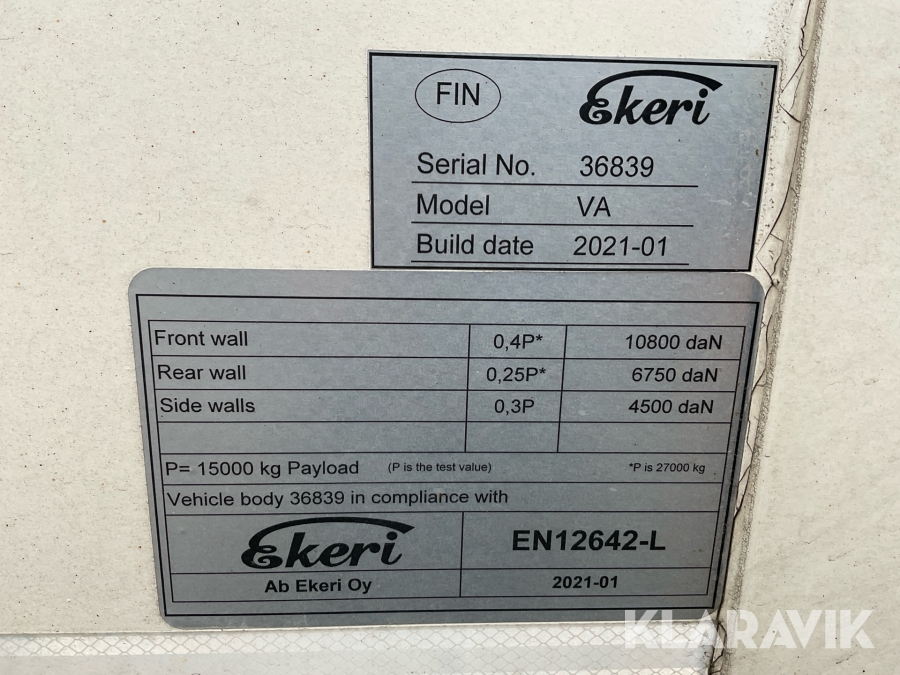 FIN Ekeri
Serial No. 36839
Model VA
Build date 2021-01
Front wall 0,4P* 10800 daN
Rear wall 0,25P* 6750 daN
Side walls 0,3P 4500 daN
P= 15000 kg Payload (P is the test value) *P is 27000 kg
Vehicle body 36839 in compliance with
Ekeri EN12642-L
Ab Ekeri Oy 2021-01
KLARAVIK